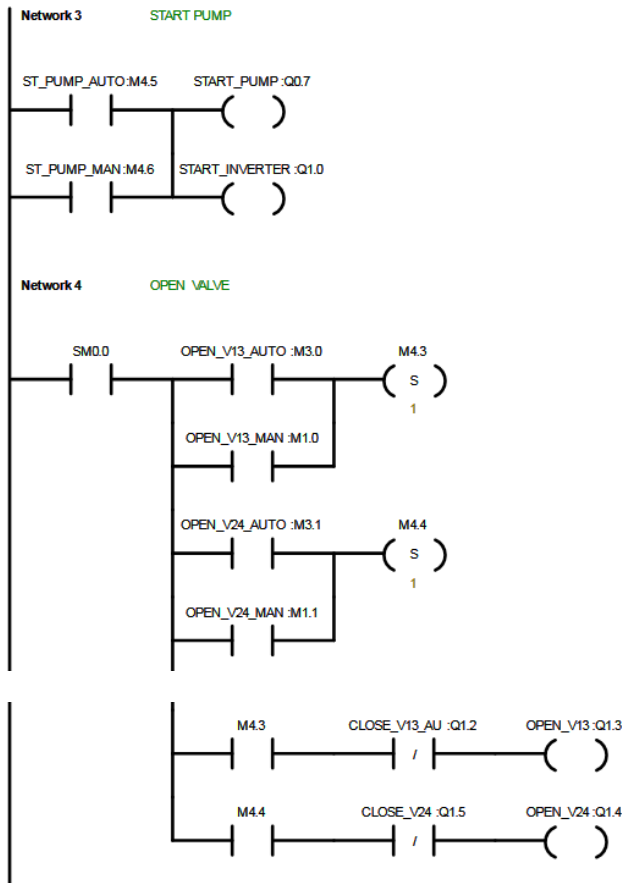 Network 3 START PUMP
ST_PUMP_AUTO:M4.5 START_PUMP:Q0.7
ST_PUMP_MAN:M4.6 START_INVERTER:Q1.0
Network 4 OPEN VALVE
SM0.0 OPEN_V13_AUTO:M3.0 M4.3
S
1
OPEN_V13_MAN:M1.0
OPEN_V24_AUTO:M3.1 M4.4
S
1
OPEN_V24_MAN:M1.1
M4.3 CLOSE_V13_AU:Q1.2 OPEN_V13:Q1.3
/
M4.4 CLOSE_V24:Q1.5 OPEN_V24:Q1.4
/